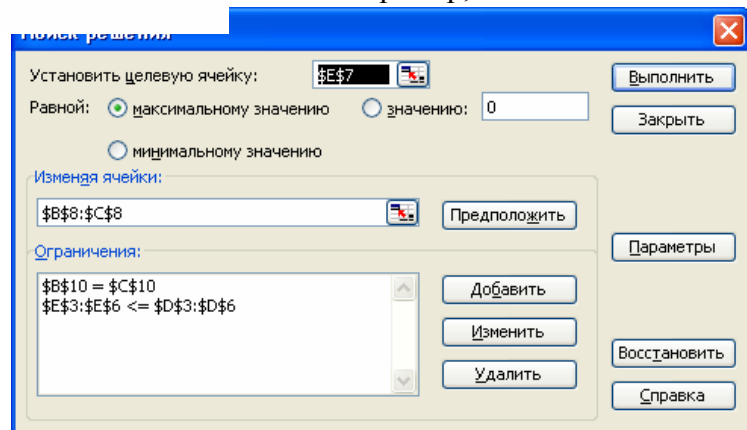 Поиск решения
Установить целевую ячейку: $E$7 Выполнить
Равной: максимальному значению значению: 0 Закрыть
минимальному значению
Изменяя ячейки:
$B$8:$C$8 Предположить
Параметры
Ограничения:
$B$10 = $C$10 Добавить
$E$3:$E$6 <= $D$3:$D$6
Изменить
Восстановить
Удалить
Справка